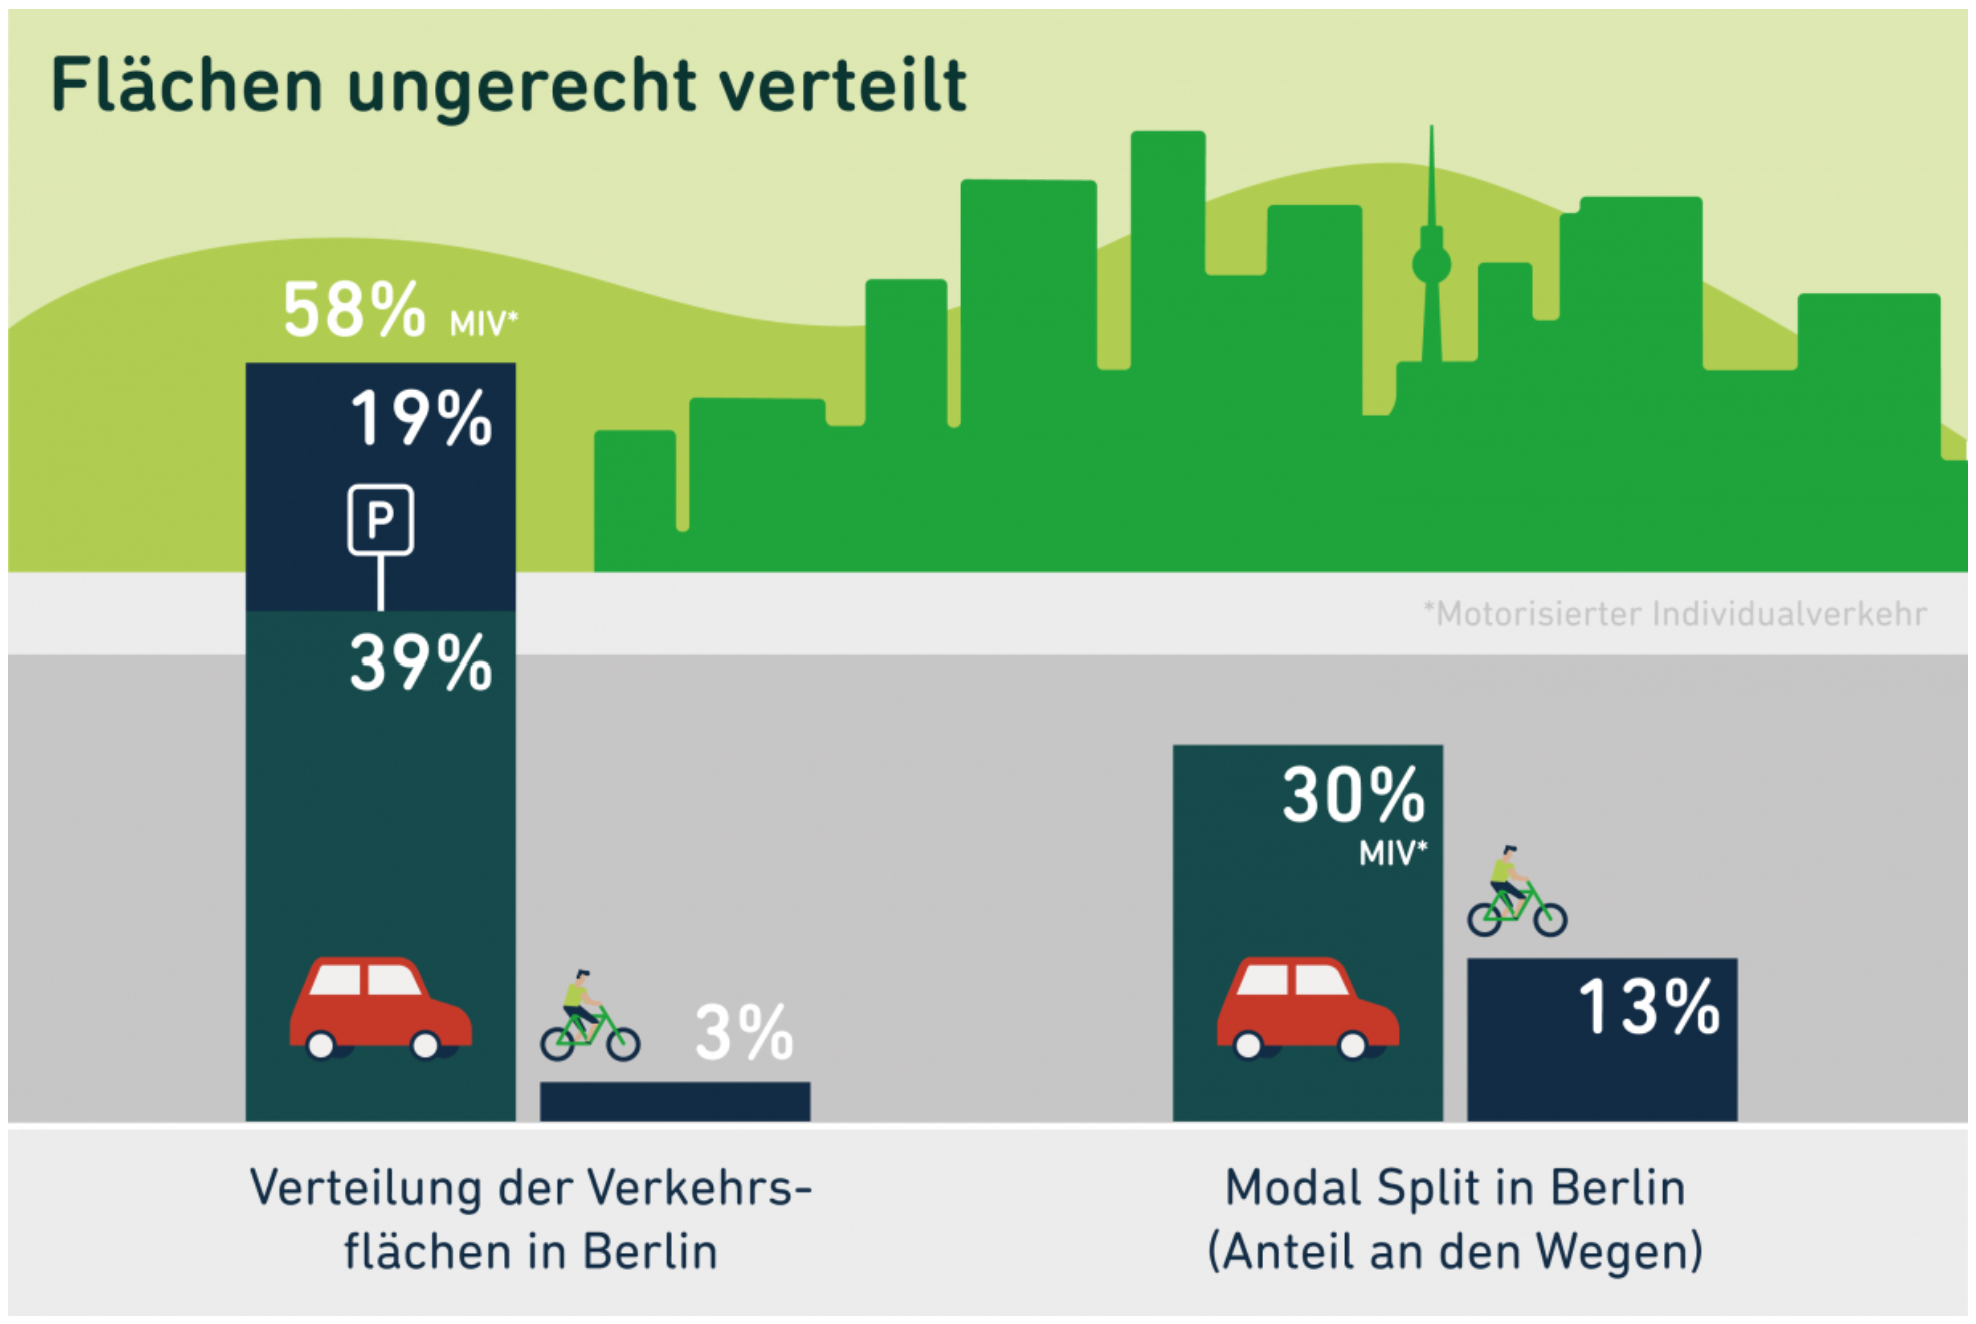 Flächen ungerecht verteilt
58% MIV*
19%
P
39%
*Motorisierter Individualverkehr
30%
MIV*
13%
3%
Verteilung der Verkehrs-
flächen in Berlin
Modal Split in Berlin
(Anteil an den Wegen)